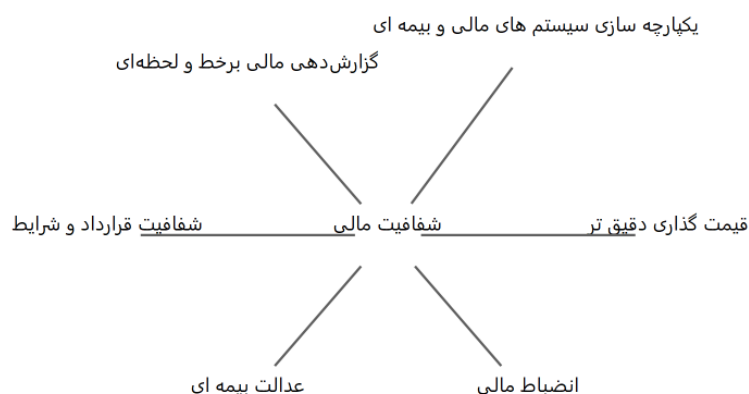 یکپارچه سازی سیستم های مالی و بیمه ای
گزارش‌دهی مالی برخط و لحظه‌ای
قیمت گذاری دقیق تر
شفافیت مالی
شفافیت قرارداد و شرایط
انضباط مالی
عدالت بیمه ای